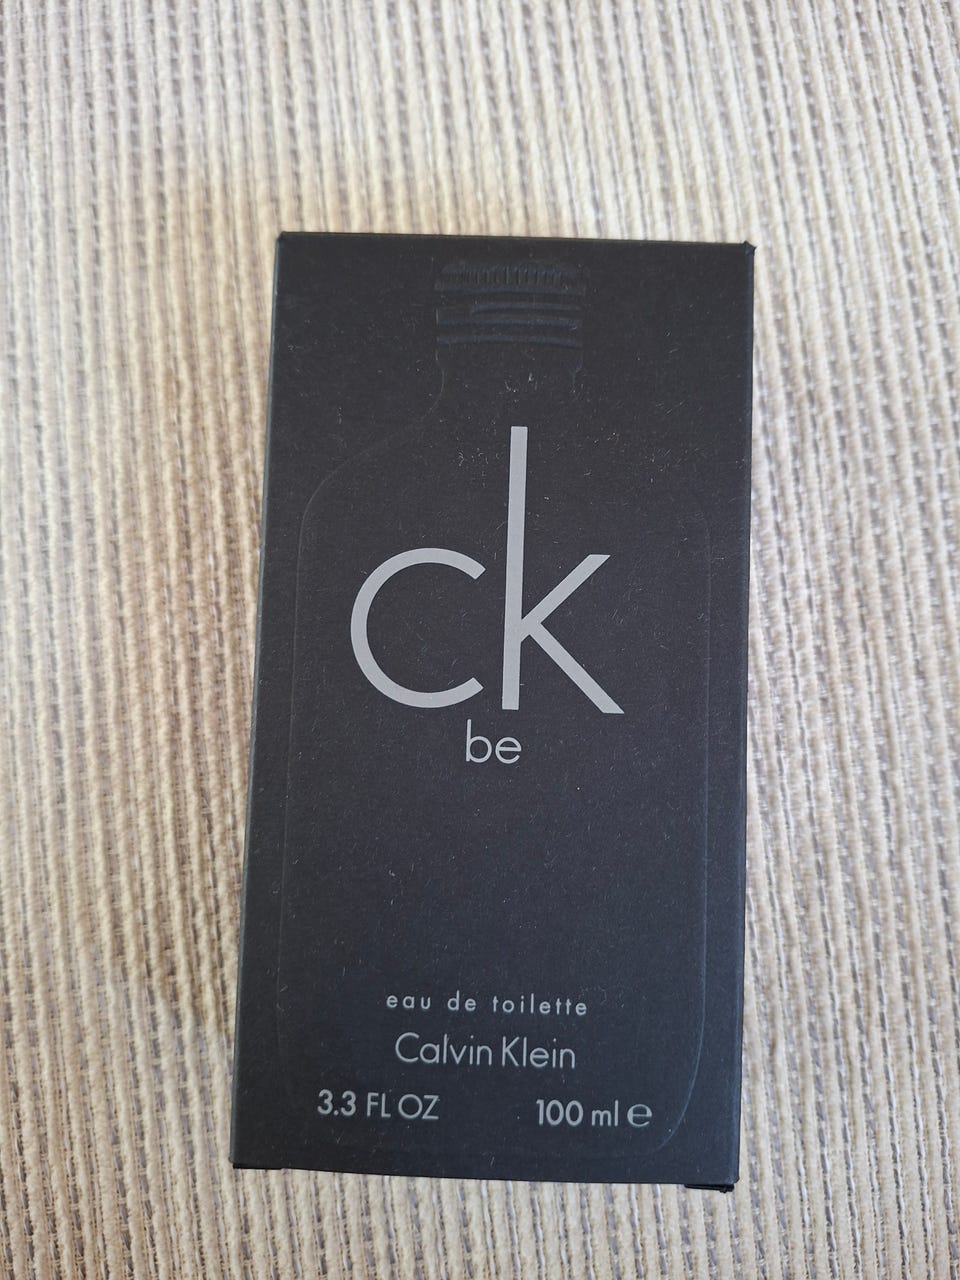 ck
be
eau de toilette
Calvin Klein
3.3 FL OZ 100 ml ℮